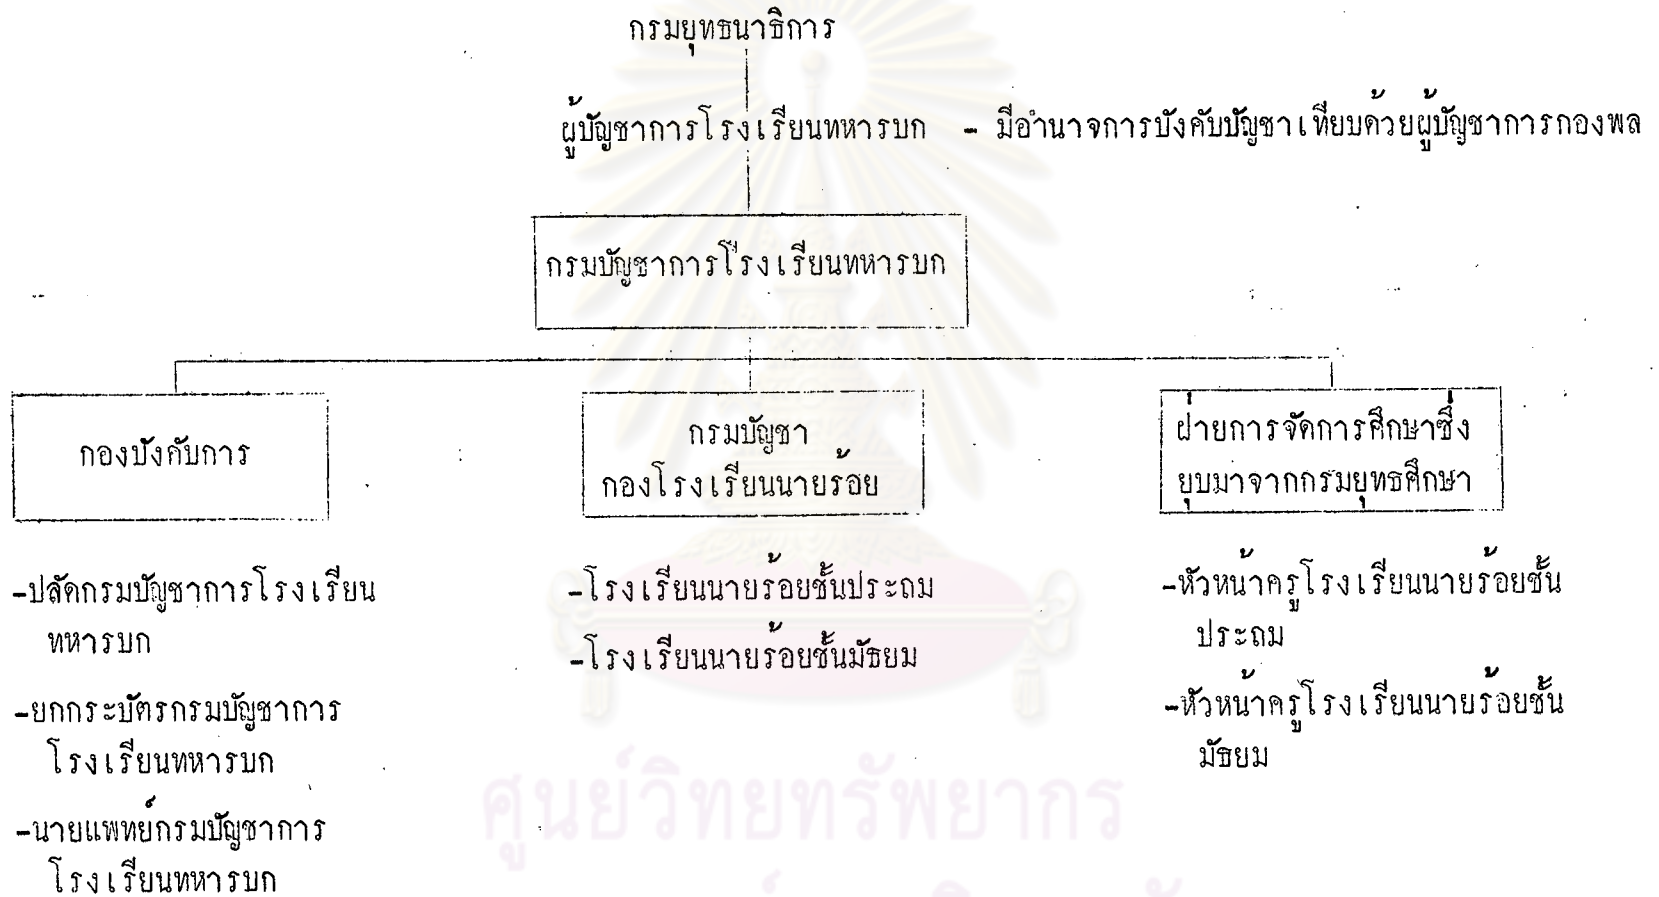 กรมยุทธนาธิการ
ผู้บัญชาการโรงเรียนทหารบก - มีอำนาจการบังคับบัญชาเทียบด้วยผู้บัญชาการกองพล
กรมบัญชาการโรงเรียนทหารบก
กองบังคับการ
-ปลัดกรมบัญชาการโรงเรียน
ทหารบก
-ยกกระบัตรกรมบัญชาการ
โรงเรียนทหารบก
-นายแพทย์กรมบัญชาการ
โรงเรียนทหารบก
กรมบัญชา
กองโรงเรียนนายร้อย
-โรงเรียนนายร้อยชั้นประถม
-โรงเรียนนายร้อยชั้นมัธยม
ฝ่ายการจัดการศึกษาซึ่ง
ยุบมาจากกรมยุทธศึกษา
-หัวหน้าครูโรงเรียนนายร้อยชั้น
ประถม
-หัวหน้าครูโรงเรียนนายร้อยชั้น
มัธยม
ศูนย์วิทยทรัพยากร